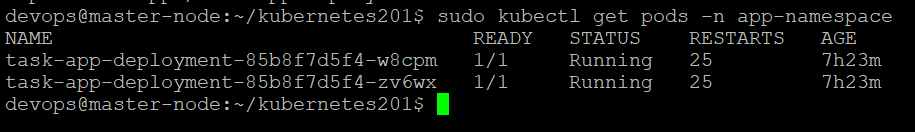 devops@master-node:~/kubernetes201$ sudo kubectl get pods -n app-namespace
NAME READY STATUS RESTARTS AGE
task-app-deployment-85b8f7d5f4-w8cpm 1/1 Running 25 7h23m
task-app-deployment-85b8f7d5f4-zv6wx 1/1 Running 25 7h23m
devops@master-node:~/kubernetes201$